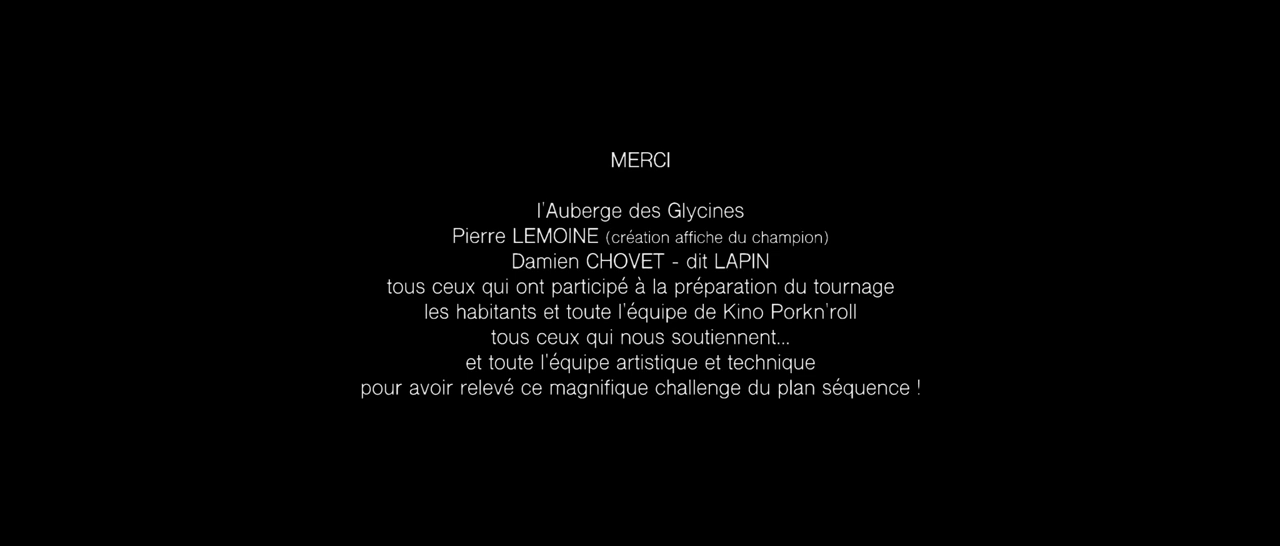 MERCI
l'Auberge des Glycines
Pierre LEMOINE (création affiche du champion)
Damien CHOVET - dit LAPIN
tous ceux qui ont participé à la préparation du tournage
les habitants et toute l'équipe de Kino Porkn'roll
tous ceux qui nous soutiennent...
et toute l'équipe artistique et technique
pour avoir relevé ce magnifique challenge du plan séquence !